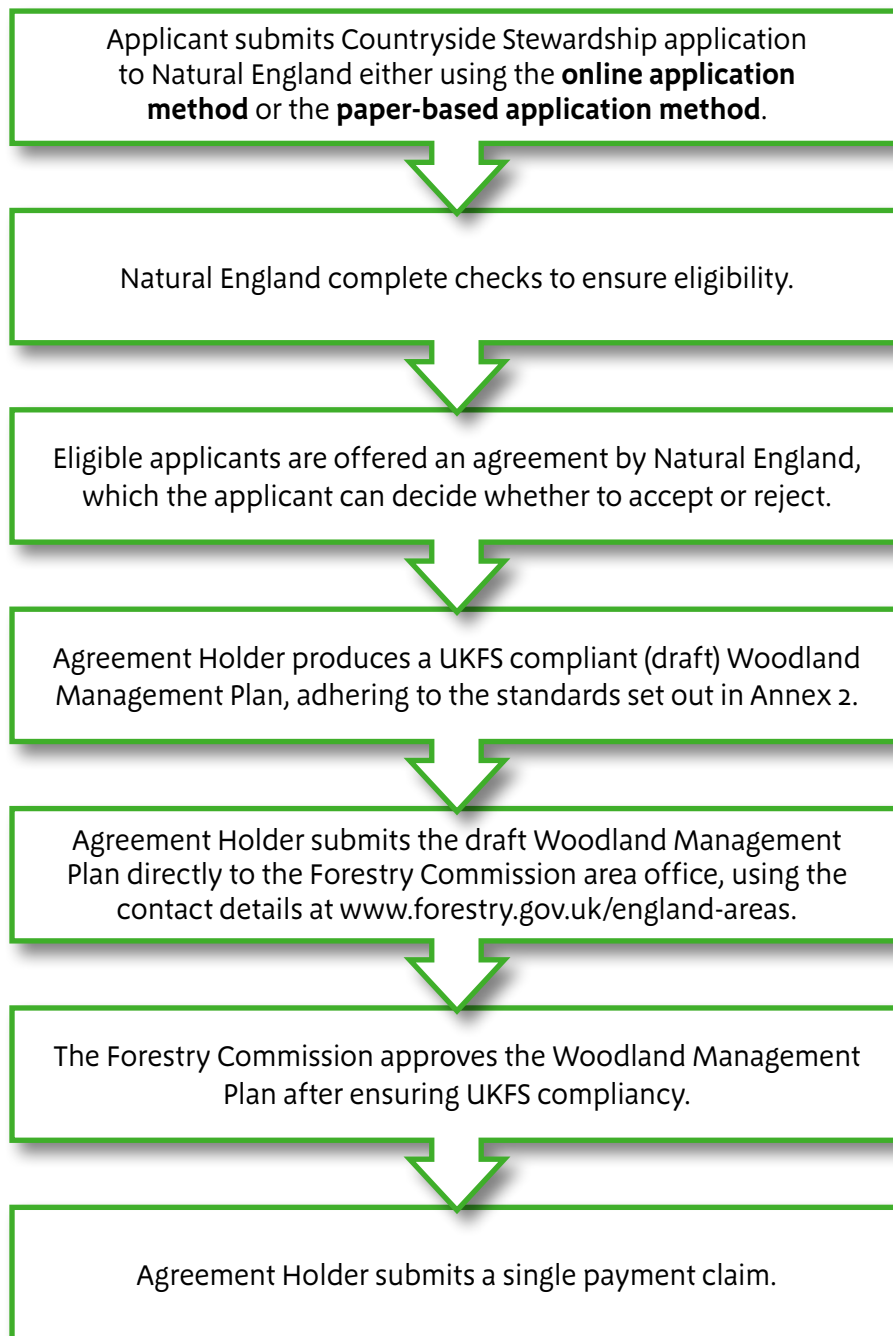 Applicant submits Countryside Stewardship application
to Natural England either using the online application
method or the paper-based application method.
Natural England complete checks to ensure eligibility.
Eligible applicants are offered an agreement by Natural England,
which the applicant can decide whether to accept or reject.
Agreement Holder produces a UKFS compliant (draft) Woodland
Management Plan, adhering to the standards set out in Annex 2.
Agreement Holder submits the draft Woodland Management
Plan directly to the Forestry Commission area office, using the
contact details at www.forestry.gov.uk/england-areas.
The Forestry Commission approves the Woodland Management
Plan after ensuring UKFS compliancy.
Agreement Holder submits a single payment claim.